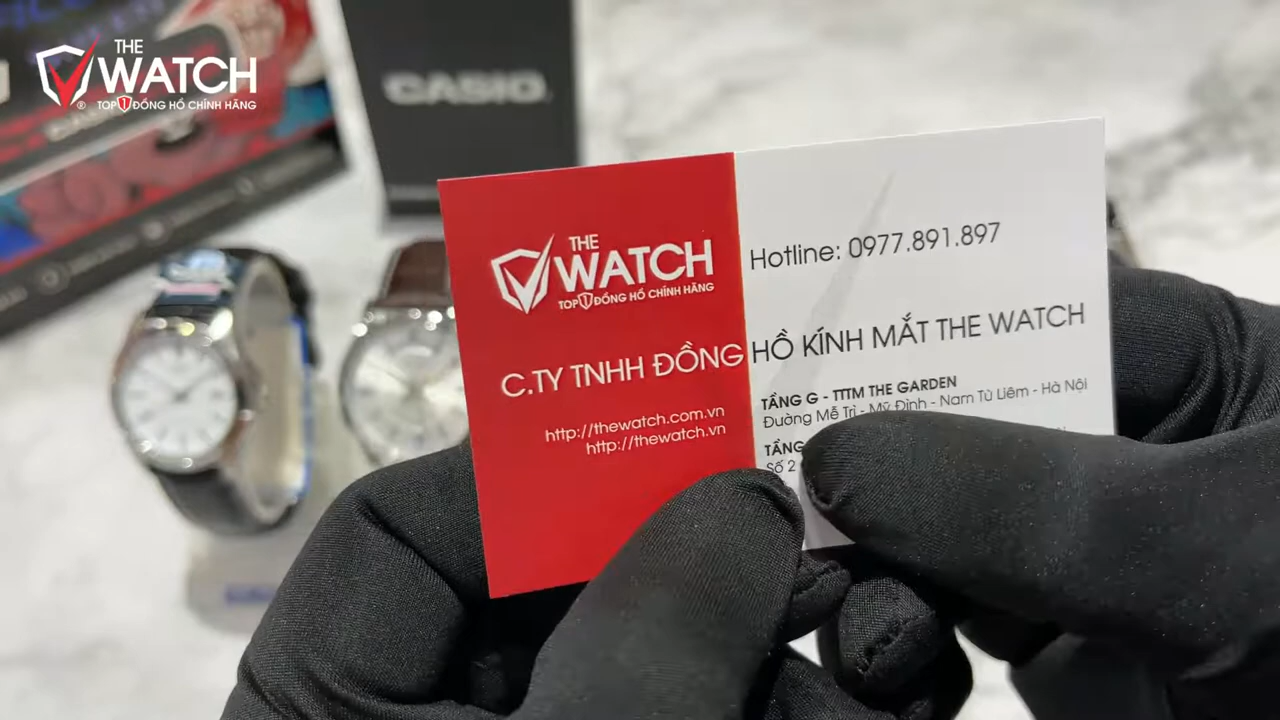 THE
WATCH
®
TOP 1 ĐỒNG HỒ CHÍNH HÃNG
CASIO
THE
WATCH
TOP 1 ĐỒNG HỒ CHÍNH HÃNG
Hotline: 0977.891.897
C.TY TNHH ĐỒNG HỒ KÍNH MẮT THE WATCH
http://thewatch.com.vn
http://thewatch.vn
TẦNG G - TTTM THE GARDEN
Đường Mễ Trì - Mỹ Đình - Nam Từ Liêm - Hà Nội
TẦNG
Số 2